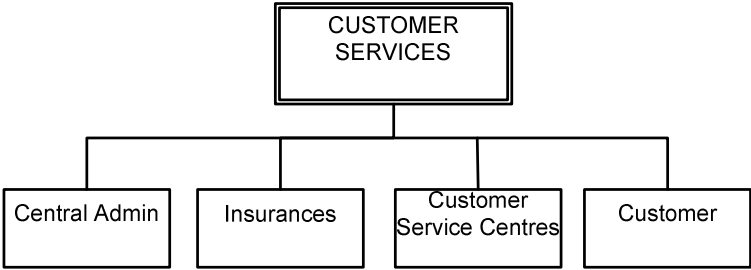 CUSTOMER
SERVICES
Central Admin
Insurances
Customer
Service Centres
Customer